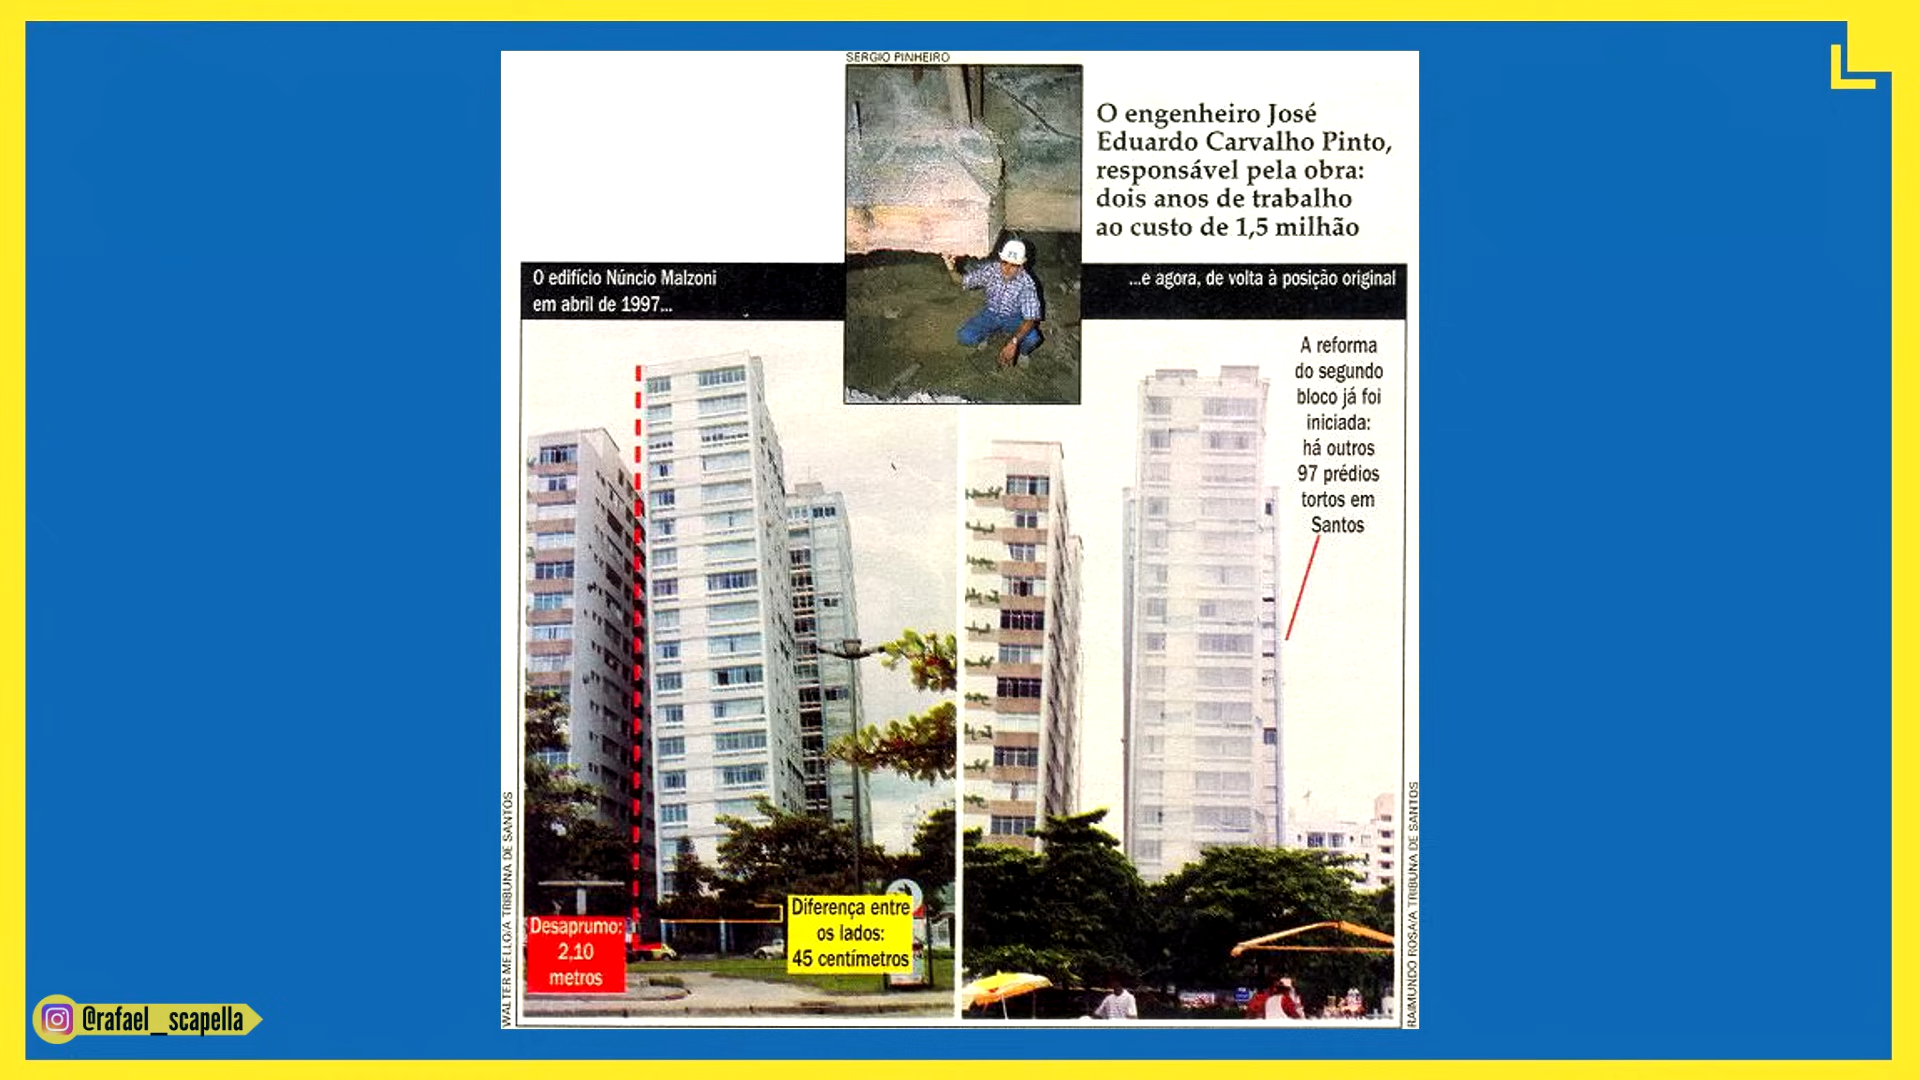 SERGIO PINHEIRO
O engenheiro José
Eduardo Carvalho Pinto,
responsável pela obra:
dois anos de trabalho
ao custo de 1,5 milhão
O edifício Núncio Malzoni
em abril de 1997...
...e agora, de volta à posição original
A reforma
do segundo
bloco já foi
iniciada:
há outros
97 prédios
tortos em
Santos
Desaprumo:
2,10
metros
Diferença entre
os lados:
45 centímetros
WALTER MELLO/A TRIBUNA DE SANTOS
RAIMUNDO ROSA/A TRIBUNA DE SANTOS
@rafael_scapella